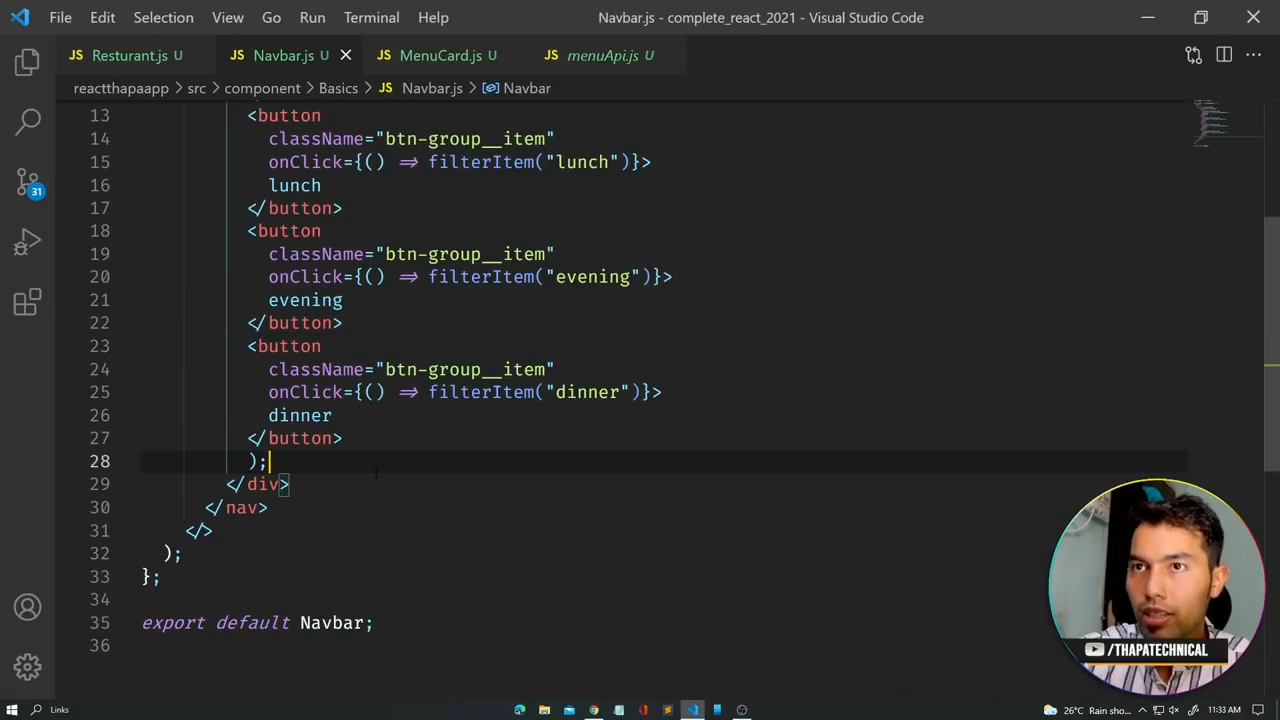 File Edit Selection View Go Run Terminal Help Navbar.js - complete_react_2021 - Visual Studio Code
JS Resturant.js U JS Navbar.js U JS MenuCard.js U JS menuApi.js U
reactthapaapp > src > component > Basics > JS Navbar.js > Navbar
13 <button
14 className="btn-group__item"
15 onClick={() => filterItem("lunch")}>
16 lunch
17 </button>
18 <button
19 className="btn-group__item"
20 onClick={() => filterItem("evening")}>
21 evening
22 </button>
23 <button
24 className="btn-group__item"
25 onClick={() => filterItem("dinner")}>
26 dinner
27 </button>
28 );
29 </div>
30 </nav>
31 </>
32 );
33 };
34
35 export default Navbar;
36
31
/THAPATECHNICAL
Links 26°C Rain sho... 11:33 AM